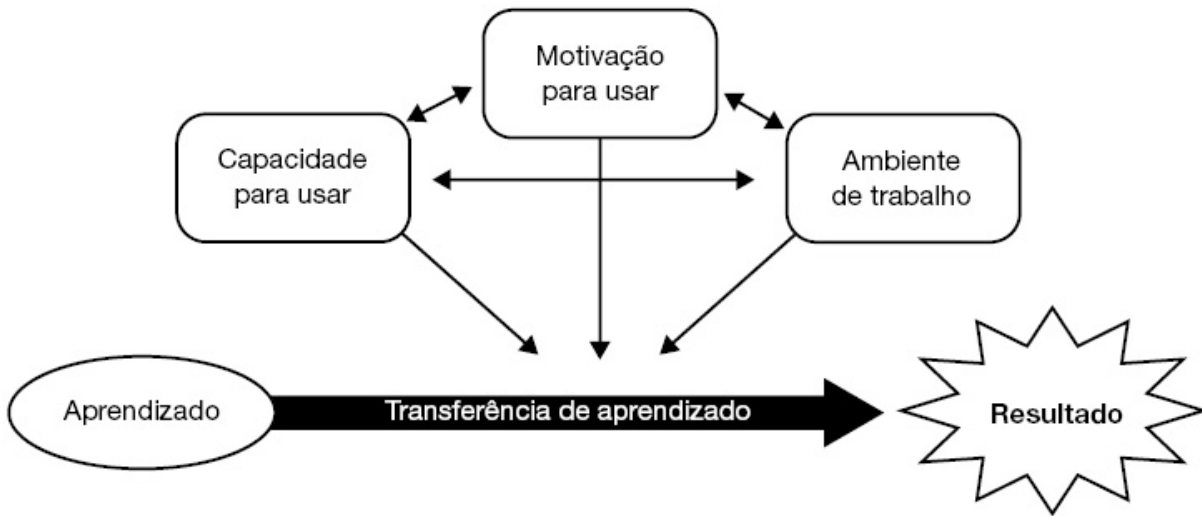 Motivação
para usar
Capacidade
para usar
Ambiente
de trabalho
Aprendizado
Transferência de aprendizado
Resultado